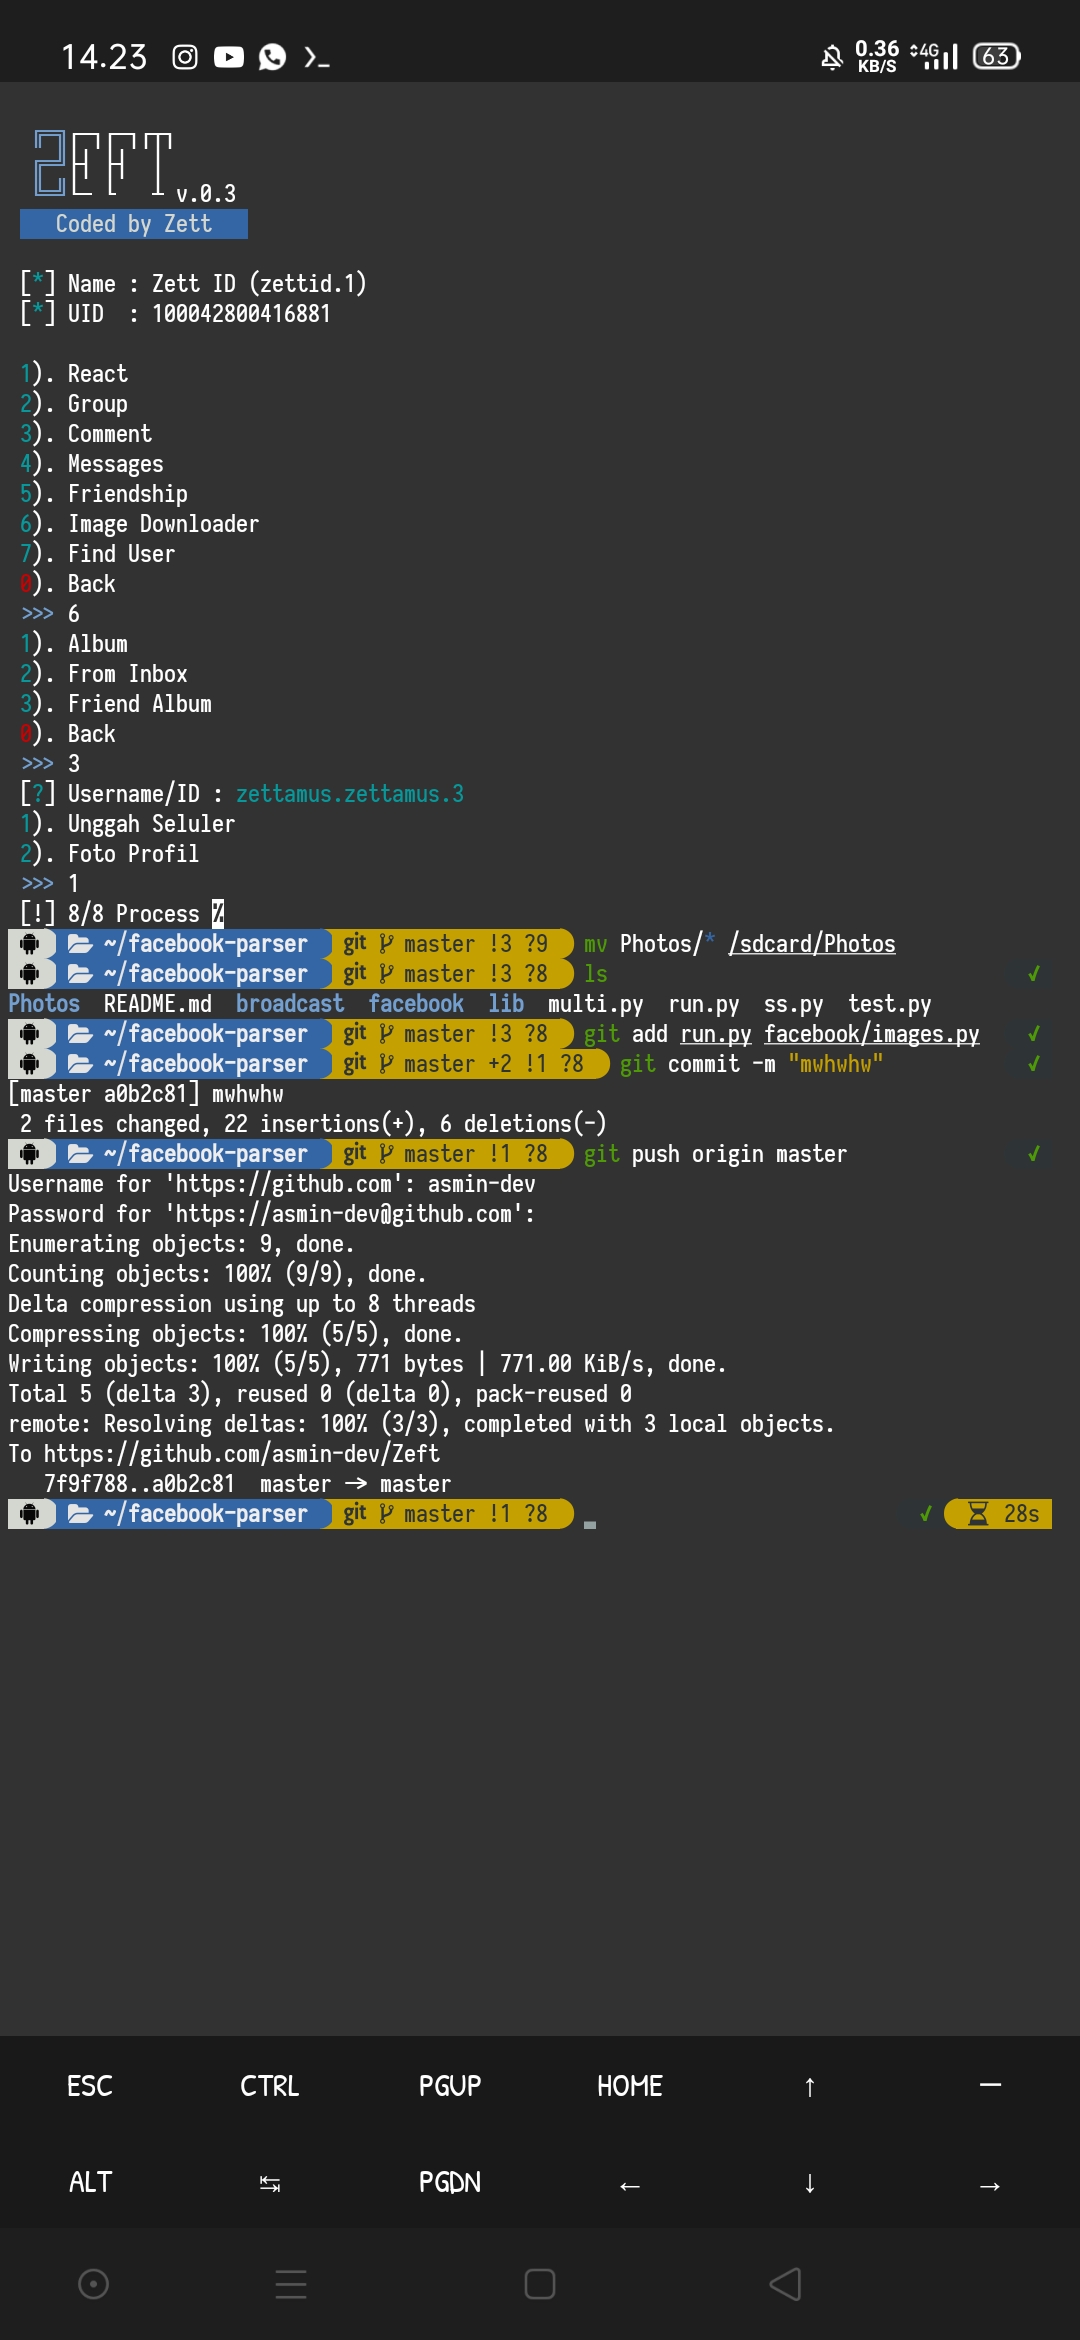 14.23 0.36 KB/S 4G 63
ZEFT v.0.3
Coded by Zett
[*] Name : Zett ID (zettid.1)
[*] UID  : 100042800416881
1). React
2). Group
3). Comment
4). Messages
5). Friendship
6). Image Downloader
7). Find User
0). Back
>>> 6
1). Album
2). From Inbox
3). Friend Album
0). Back
>>> 3
[?] Username/ID : zettamus.zettamus.3
1). Unggah Seluler
2). Foto Profil
>>> 1
[!] 8/8 Process %
~/facebook-parser git master !3 ?9 mv Photos/* /sdcard/Photos
~/facebook-parser git master !3 ?8 ls ✓
Photos  README.md  broadcast  facebook  lib  multi.py  run.py  ss.py  test.py
~/facebook-parser git master !3 ?8 git add run.py facebook/images.py ✓
~/facebook-parser git master +2 !1 ?8 git commit -m "mwhwhw" ✓
[master a0b2c81] mwhwhw
2 files changed, 22 insertions(+), 6 deletions(-)
~/facebook-parser git master !1 ?8 git push origin master ✓
Username for 'https://github.com': asmin-dev
Password for 'https://asmin-dev@github.com':
Enumerating objects: 9, done.
Counting objects: 100% (9/9), done.
Delta compression using up to 8 threads
Compressing objects: 100% (5/5), done.
Writing objects: 100% (5/5), 771 bytes | 771.00 KiB/s, done.
Total 5 (delta 3), reused 0 (delta 0), pack-reused 0
remote: Resolving deltas: 100% (3/3), completed with 3 local objects.
To https://github.com/asmin-dev/Zeft
7f9f788..a0b2c81  master -> master
~/facebook-parser git master !1 ?8 ✓ 28s
ESC CTRL PGUP HOME ↑ —
ALT ↹ PGDN ← ↓ →